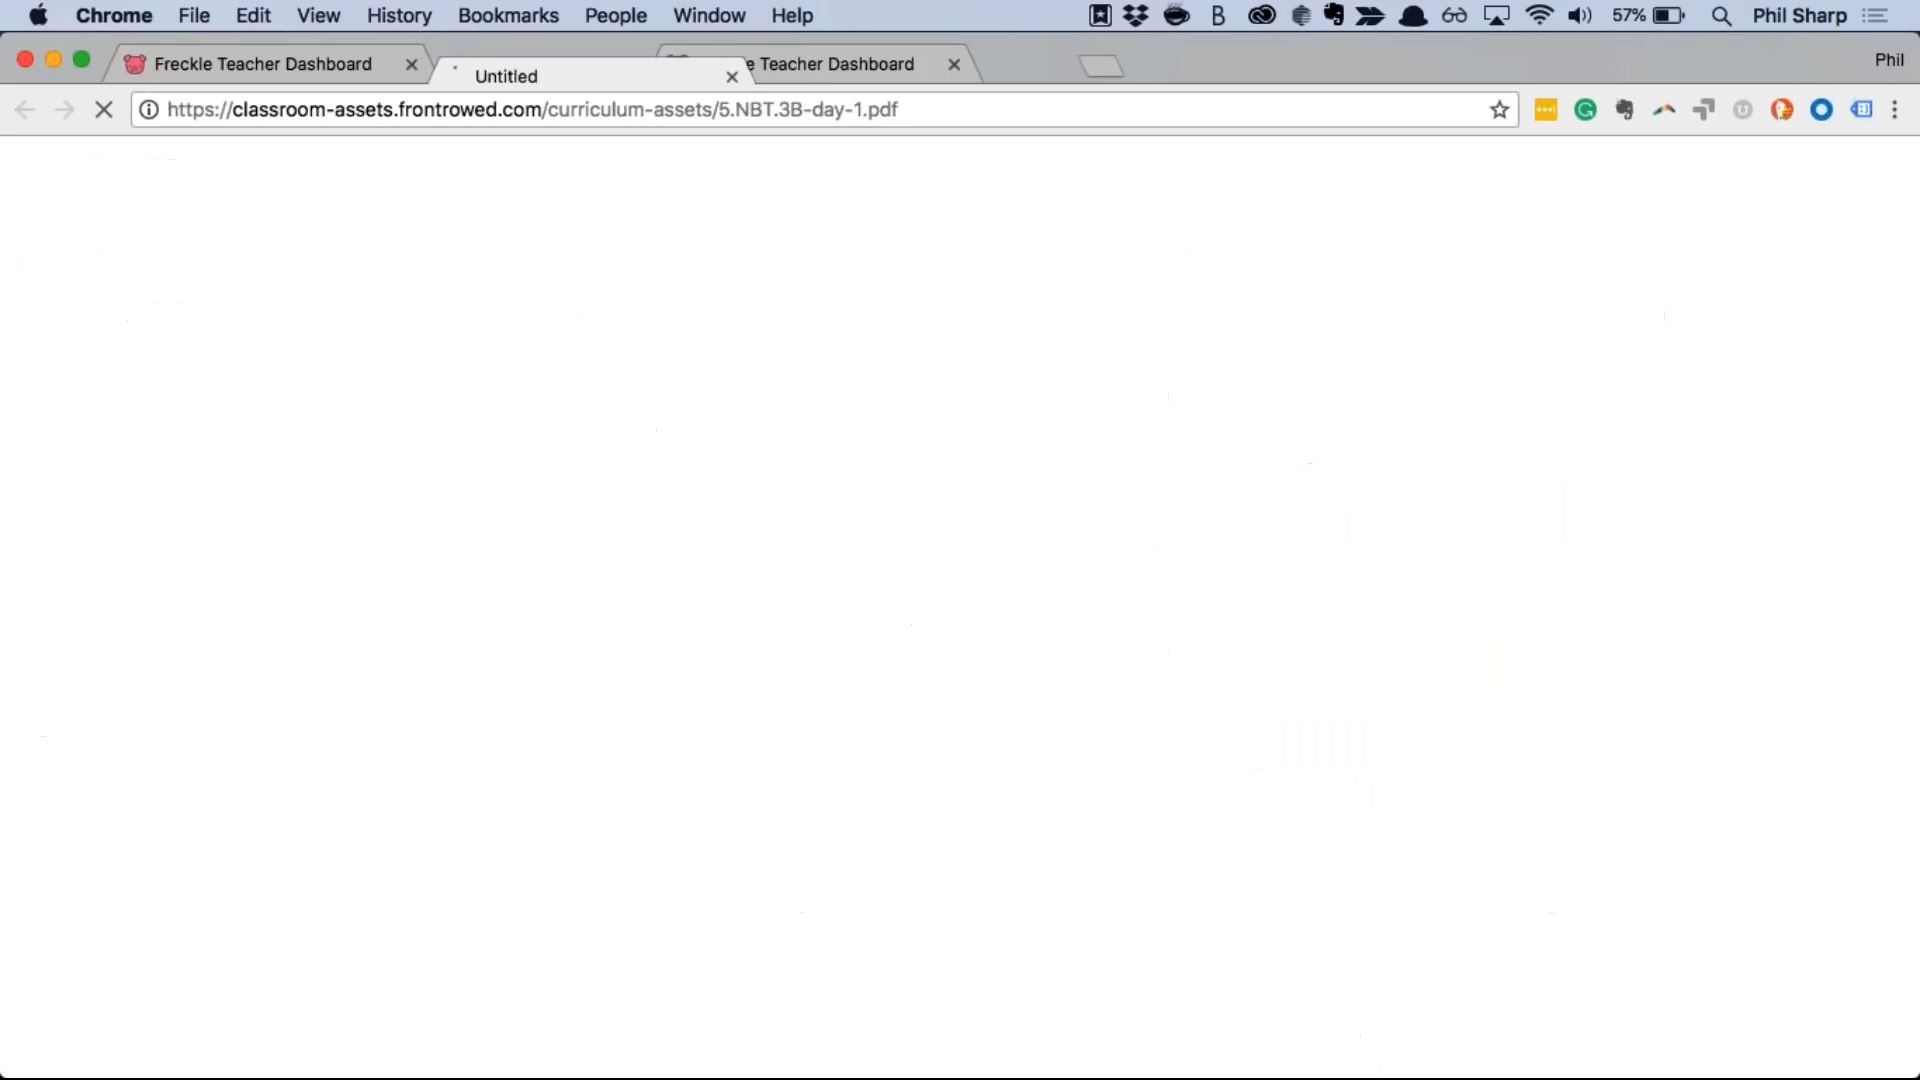 Chrome File Edit View History Bookmarks People Window Help 57% Phil Sharp
Freckle Teacher Dashboard Untitled e Teacher Dashboard Phil
https://classroom-assets.frontrowed.com/curriculum-assets/5.NBT.3B-day-1.pdf